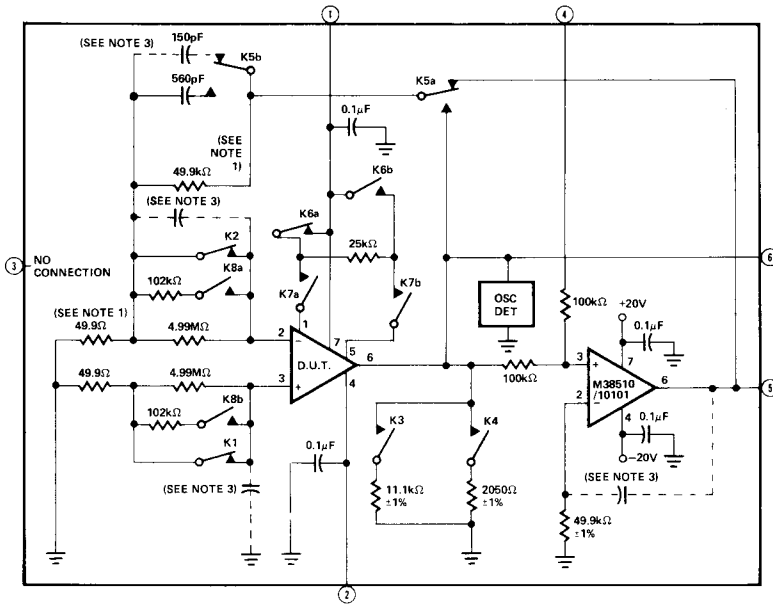 1
4
(SEE NOTE 3)
150pF
K5b
560pF
K5a
0.1µF
(SEE NOTE 1)
49.9kΩ
(SEE NOTE 3)
K6b
K6a
K2
K8a
25kΩ
3 NO CONNECTION
102kΩ
K7a
K7b
6
OSC DET
100kΩ
+20V
(SEE NOTE 1)
49.9Ω
4.99MΩ
2
−
1
7
5
D.U.T.
6
4
3
+
49.9Ω
4.99MΩ
100kΩ
0.1µF
3
+
7
M38510/10101
6
5
2
−
4
0.1µF
−20V
102kΩ
K8b
K1
(SEE NOTE 3)
0.1µF
K3
K4
11.1kΩ
±1%
2050Ω
±1%
(SEE NOTE 3)
49.9kΩ
±1%
2